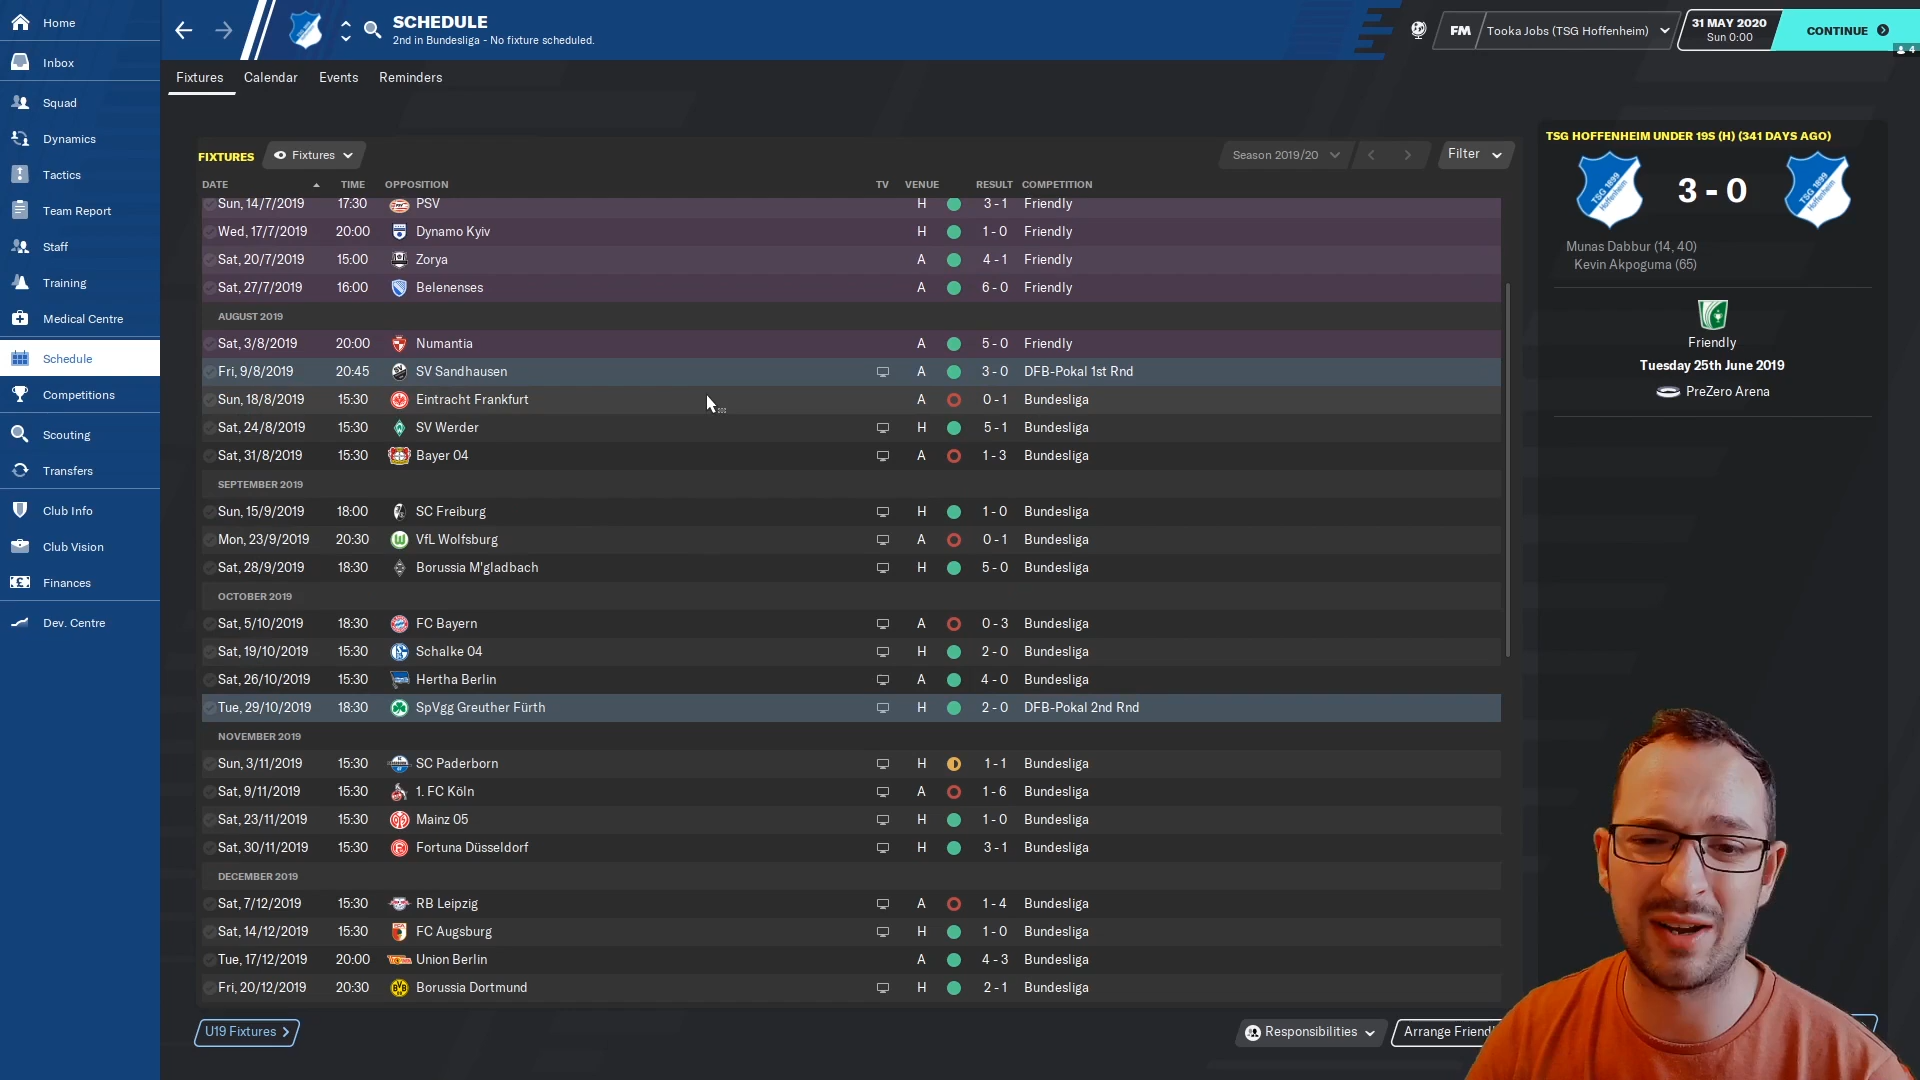 Home
Inbox
Squad
Dynamics
Tactics
Team Report
Staff
Training
Medical Centre
Schedule
Competitions
Scouting
Transfers
Club Info
Club Vision
Finances
Dev. Centre
SCHEDULE
2nd in Bundesliga - No fixture scheduled.
FM Tooka Jobs (TSG Hoffenheim)
31 MAY 2020
Sun 0:00
CONTINUE
4
Fixtures Calendar Events Reminders
FIXTURES Fixtures Season 2019/20 Filter
DATE TIME OPPOSITION TV VENUE RESULT COMPETITION
Sun, 14/7/2019 17:30 PSV H 3 - 1 Friendly
Wed, 17/7/2019 20:00 Dynamo Kyiv H 1 - 0 Friendly
Sat, 20/7/2019 15:00 Zorya A 4 - 1 Friendly
Sat, 27/7/2019 16:00 Belenenses A 6 - 0 Friendly
AUGUST 2019
Sat, 3/8/2019 20:00 Numantia A 5 - 0 Friendly
Fri, 9/8/2019 20:45 SV Sandhausen A 3 - 0 DFB-Pokal 1st Rnd
Sun, 18/8/2019 15:30 Eintracht Frankfurt A 0 - 1 Bundesliga
Sat, 24/8/2019 15:30 SV Werder H 5 - 1 Bundesliga
Sat, 31/8/2019 15:30 Bayer 04 A 1 - 3 Bundesliga
SEPTEMBER 2019
Sun, 15/9/2019 18:00 SC Freiburg H 1 - 0 Bundesliga
Mon, 23/9/2019 20:30 VfL Wolfsburg A 0 - 1 Bundesliga
Sat, 28/9/2019 18:30 Borussia M'gladbach H 5 - 0 Bundesliga
OCTOBER 2019
Sat, 5/10/2019 18:30 FC Bayern A 0 - 3 Bundesliga
Sat, 19/10/2019 15:30 Schalke 04 H 2 - 0 Bundesliga
Sat, 26/10/2019 15:30 Hertha Berlin A 4 - 0 Bundesliga
Tue, 29/10/2019 18:30 SpVgg Greuther Fürth H 2 - 0 DFB-Pokal 2nd Rnd
NOVEMBER 2019
Sun, 3/11/2019 15:30 SC Paderborn H 1 - 1 Bundesliga
Sat, 9/11/2019 15:30 1. FC Köln A 1 - 6 Bundesliga
Sat, 23/11/2019 15:30 Mainz 05 H 1 - 0 Bundesliga
Sat, 30/11/2019 15:30 Fortuna Düsseldorf H 3 - 1 Bundesliga
DECEMBER 2019
Sat, 7/12/2019 15:30 RB Leipzig A 1 - 4 Bundesliga
Sat, 14/12/2019 15:30 FC Augsburg H 1 - 0 Bundesliga
Tue, 17/12/2019 20:00 Union Berlin A 4 - 3 Bundesliga
Fri, 20/12/2019 20:30 Borussia Dortmund H 2 - 1 Bundesliga
U19 Fixtures
Responsibilities
Arrange Friendl
TSG HOFFENHEIM UNDER 19S (H) (341 DAYS AGO)
TSG 1899 Hoffenheim
3 - 0
TSG 1899 Hoffenheim
Munas Dabbur (14, 40)
Kevin Akpoguma (65)
Friendly
Tuesday 25th June 2019
PreZero Arena